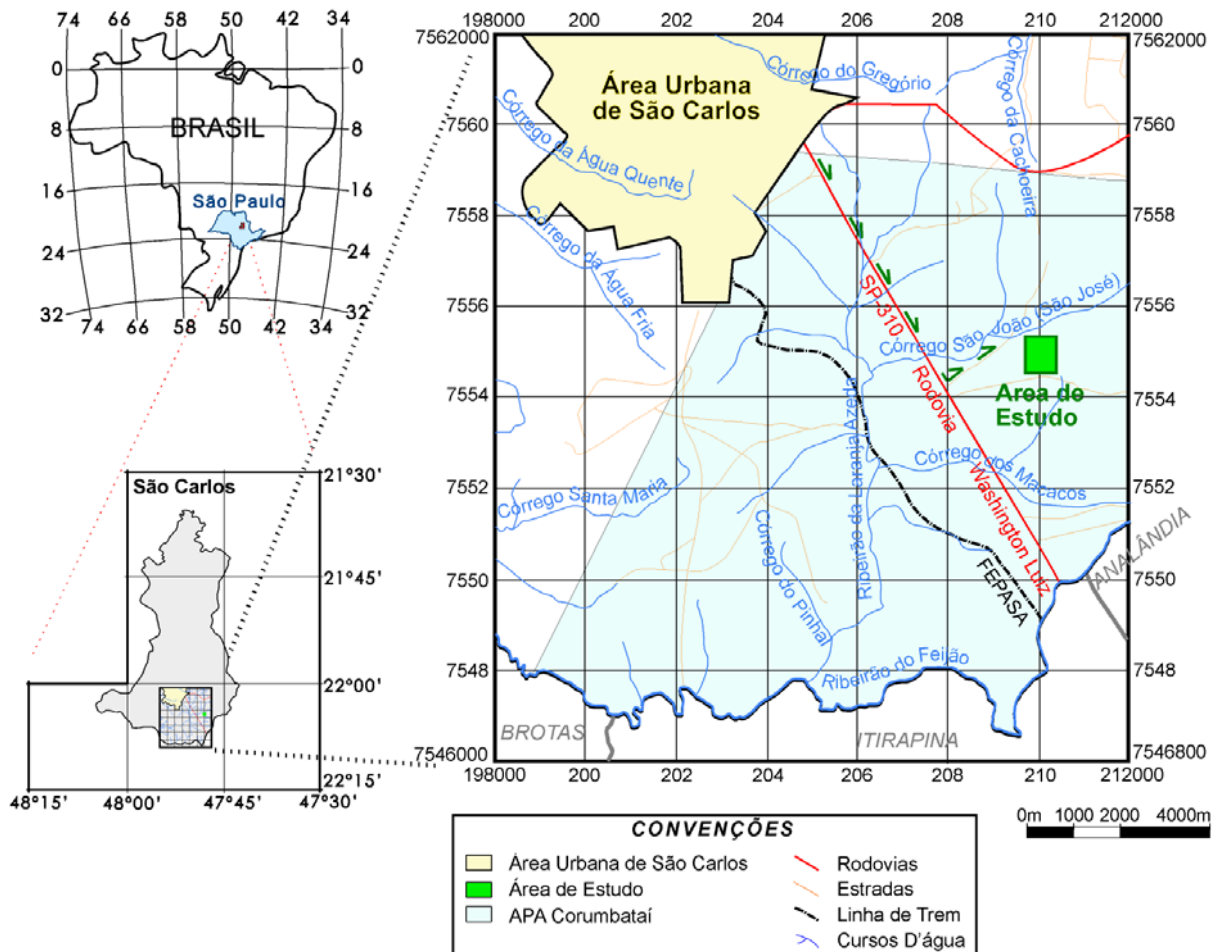 74 66 58 50 42 34
0 0
8 8
16 16
24 24
32 32
74 66 58 50 42 34
BRASIL
São Paulo
São Carlos
21°30'
21°45'
22°00'
22°15'
48°15' 48°00' 47°45' 47°30'
198000 200 202 204 206 208 210 212000
7562000 7562000
7560 7560
7558 7558
7556 7556
7554 7554
7552 7552
7550 7550
7548 7548
7546000 7546800
198000 200 202 204 206 208 210 212000
Área Urbana
de São Carlos
Córrego do Gregório
Córrego da Cachoeira
Córrego da Água Quente
Córrego da Água Fria
SP-310
Rodovia
Washington Luiz
Córrego São João (São José)
Área de
Estudo
Ribeirão do Laranja Azeda
Córrego dos Macacos
Córrego Santa Maria
Córrego do Pinhal
FEPASA
ANALÂNDIA
Ribeirão do Feijão
BROTAS
ITIRAPINA
0m 1000 2000 4000m
CONVENÇÕES
Área Urbana de São Carlos
Área de Estudo
APA Corumbataí
Rodovias
Estradas
Linha de Trem
Cursos D'água